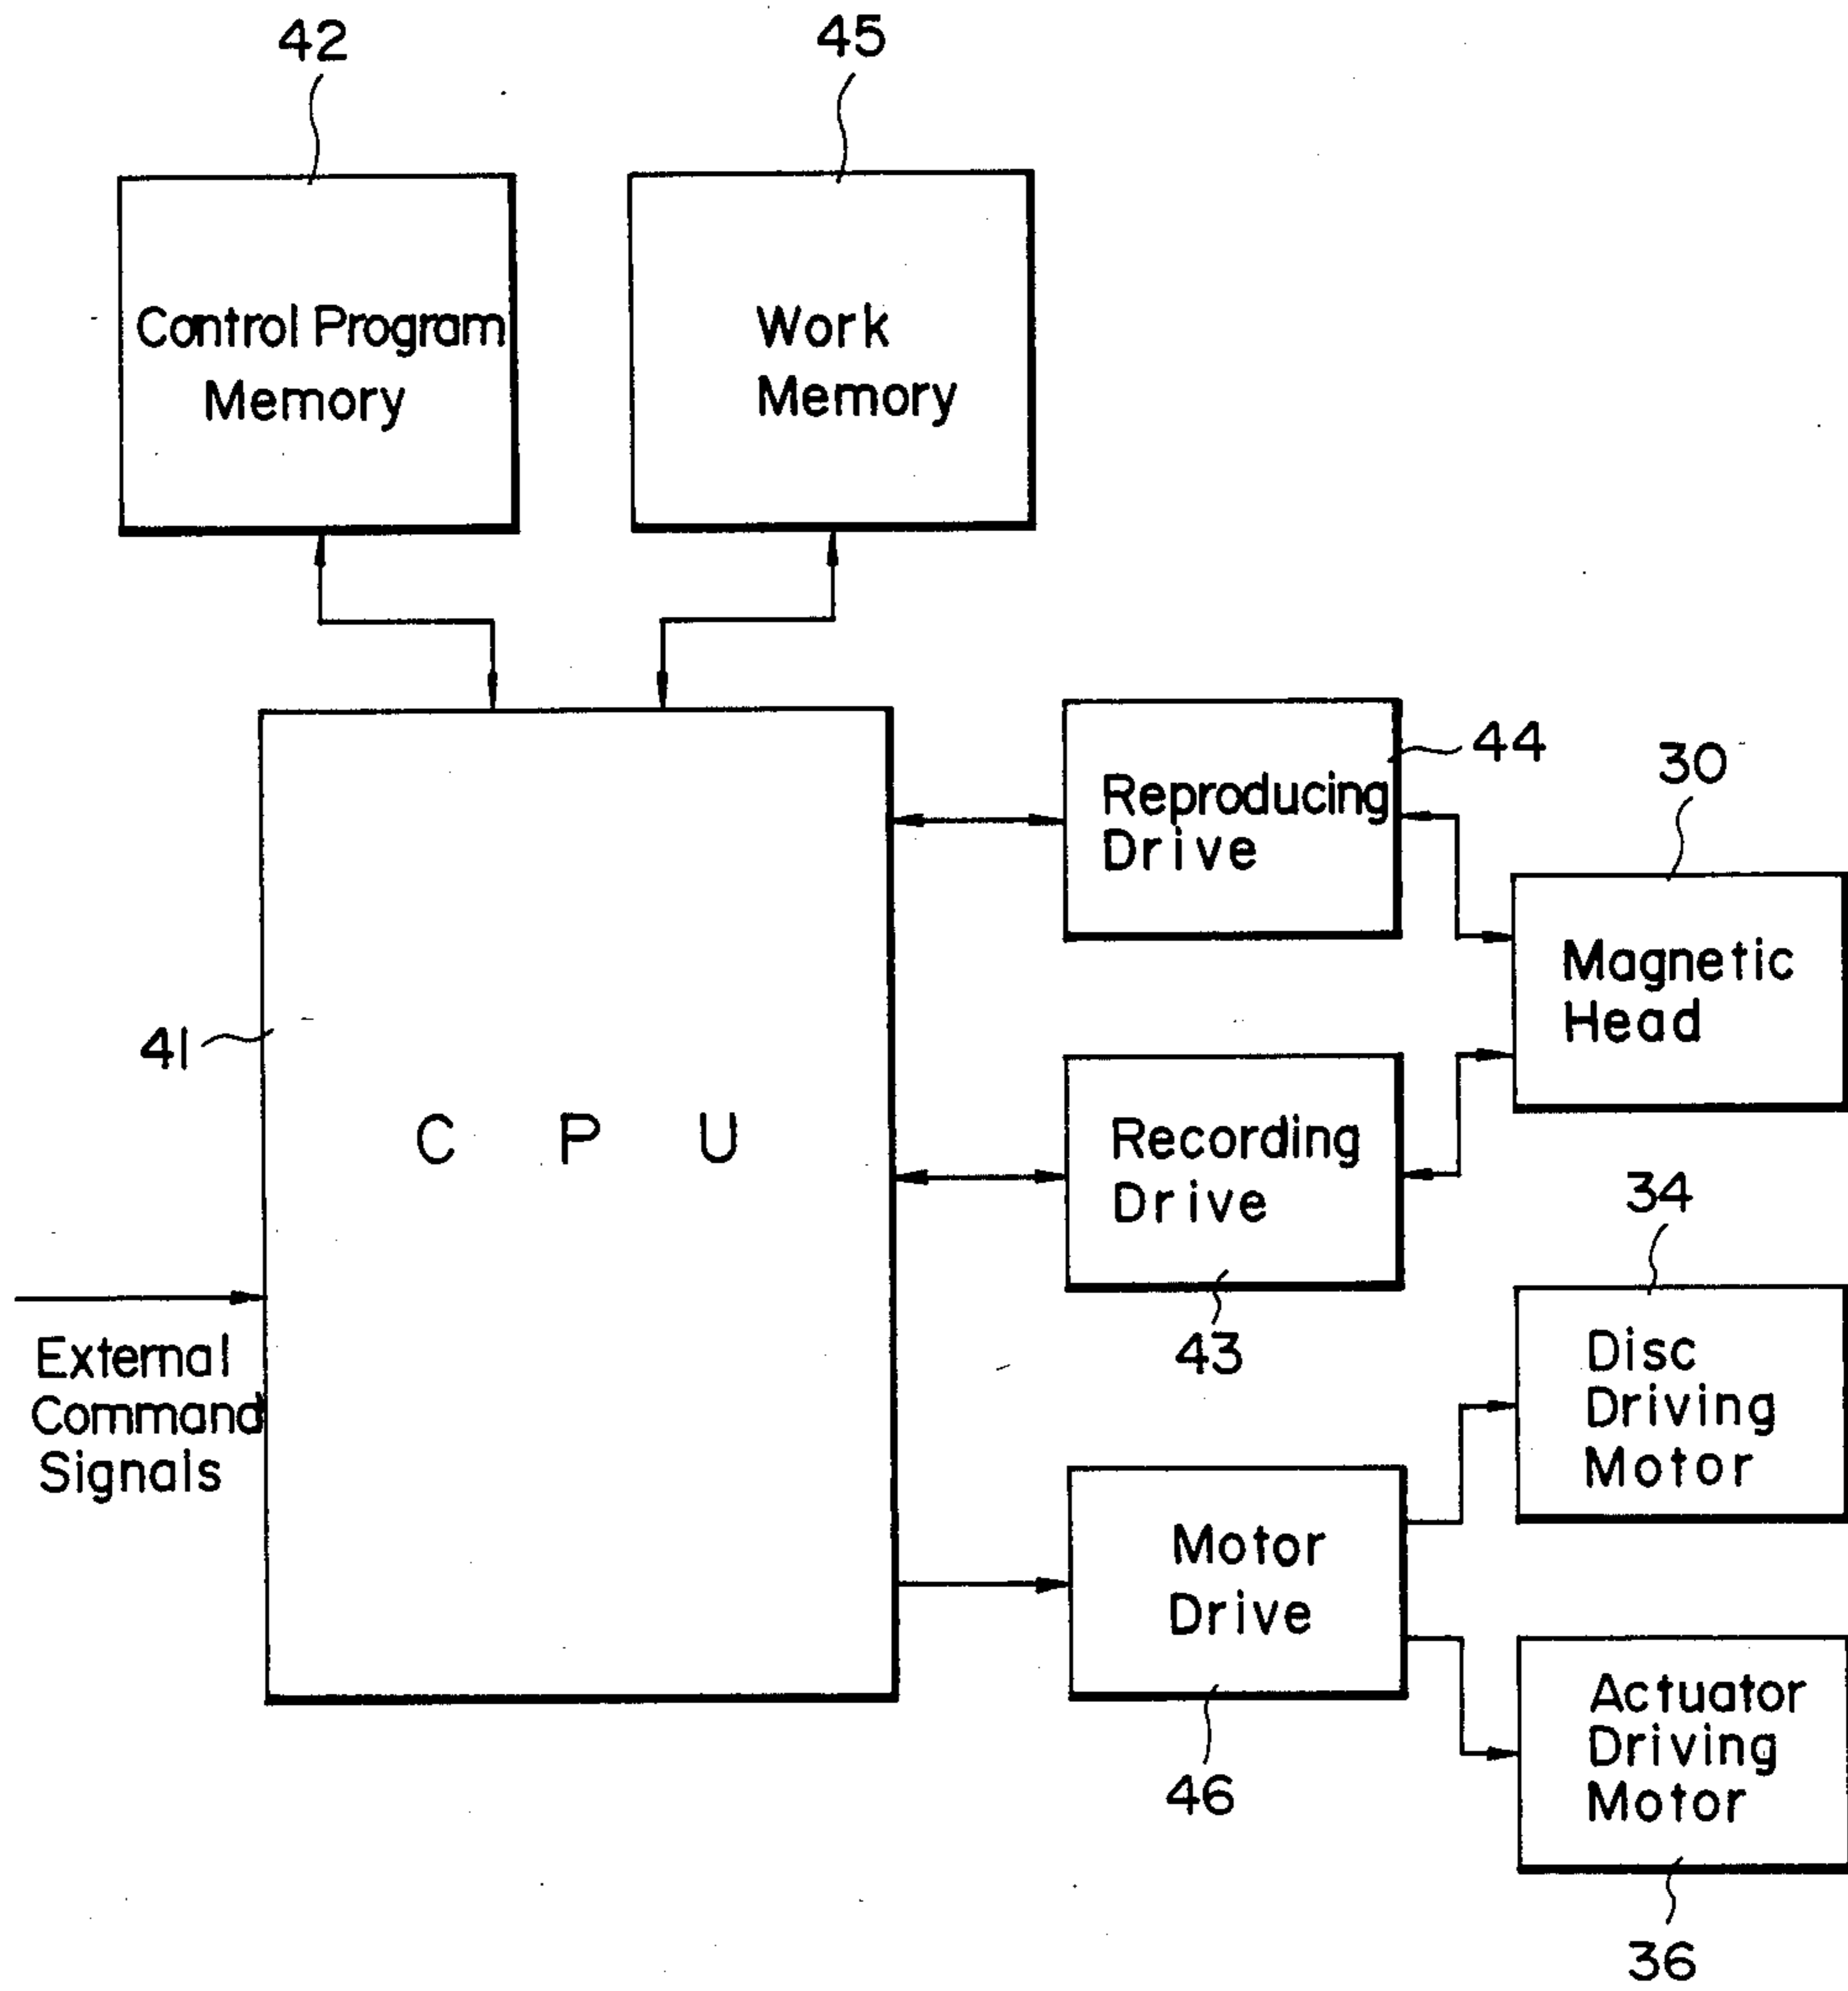 42
45
Control Program
Memory
Work
Memory
44
30
Reproducing
Drive
Magnetic
Head
41
C P U
Recording
Drive
34
43
External
Command
Signals
Disc
Driving
Motor
Motor
Drive
Actuator
Driving
Motor
46
36